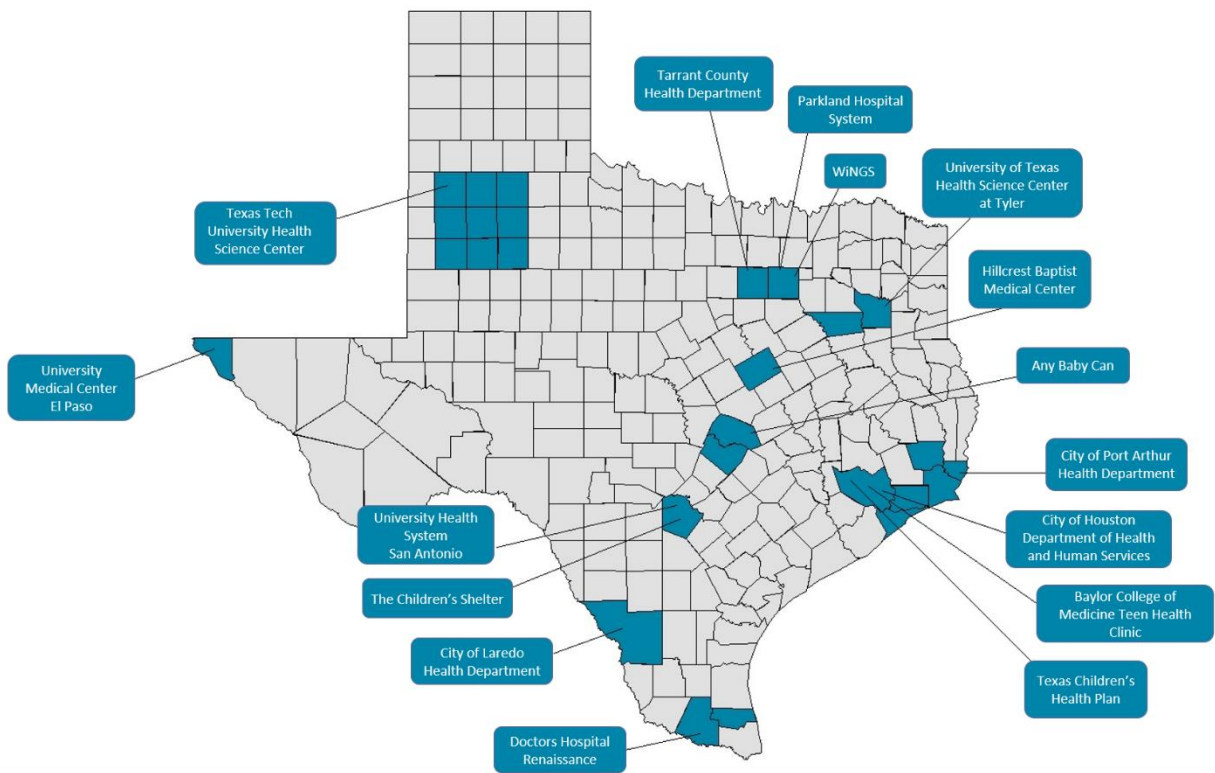 Tarrant County
Health Department
Parkland Hospital
System
WiNGS
University of Texas
Health Science Center
at Tyler
Texas Tech
University Health
Science Center
Hillcrest Baptist
Medical Center
University
Medical Center
El Paso
Any Baby Can
City of Port Arthur
Health Department
University Health
System
San Antonio
City of Houston
Department of Health
and Human Services
The Children’s Shelter
Baylor College of
Medicine Teen Health
Clinic
City of Laredo
Health Department
Texas Children’s
Health Plan
Doctors Hospital
Renaissance